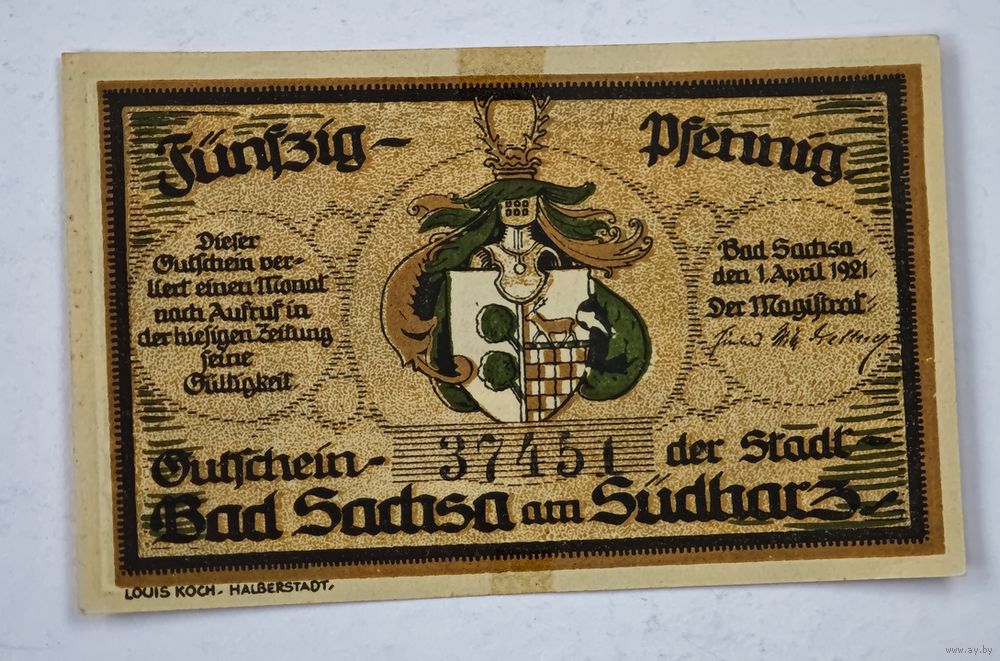 Fünfzig- Pfennig
Dieser
Gutschein ver-
liert einen Monat
nach Aufruf in
der hiesigen Zeitung
seine
Gültigkeit
Bad Sachsa
den 1. April 1921.
Der Magistrat:
Gutschein- 37451 der Stadt-
Bad Sachsa am Südharz.
LOUIS KOCH. HALBERSTADT.
www.ay.by